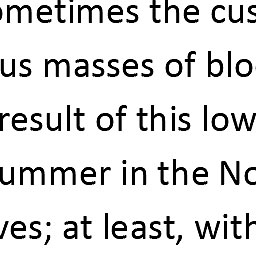 ometimes the cus
us masses of blo
result of this low
ummer in the No
ves; at least, with